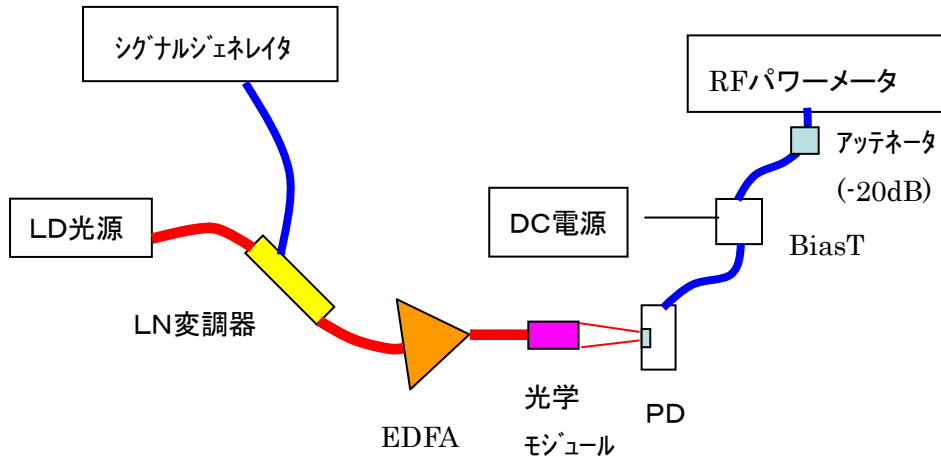 ｼｸﾞﾅﾙｼﾞｪﾈﾚｲﾀ
RFパワーメータ
ｱｯﾃﾈｰﾀ
(-20dB)
ＬＤ光源
ＤＣ電源
BiasT
ＬＮ変調器
EDFA
光学
ﾓｼﾞｭｰﾙ
ＰＤ